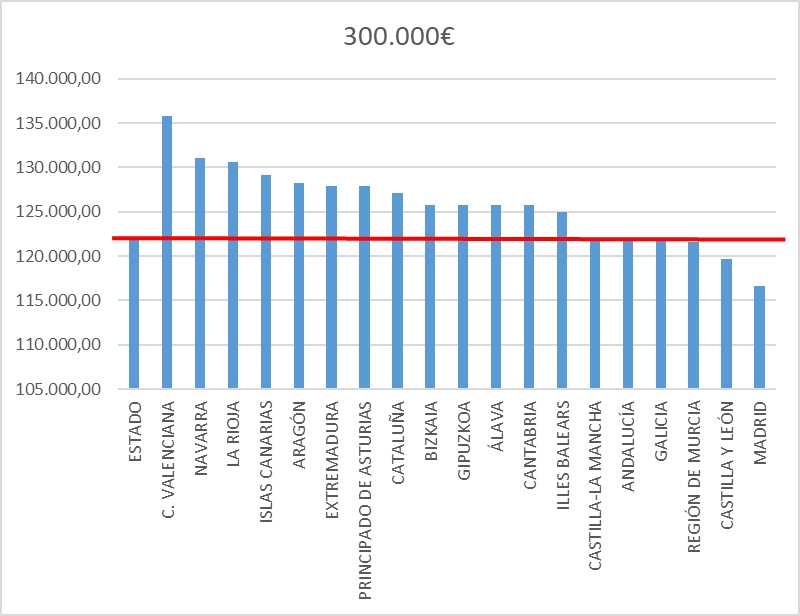 300.000€
140.000,00
135.000,00
130.000,00
125.000,00
120.000,00
115.000,00
110.000,00
105.000,00
ESTADO
C. VALENCIANA
NAVARRA
LA RIOJA
ISLAS CANARIAS
ARAGÓN
EXTREMADURA
PRINCIPADO DE ASTURIAS
CATALUÑA
BIZKAIA
GIPUZKOA
ÁLAVA
CANTABRIA
ILLES BALEARS
CASTILLA-LA MANCHA
ANDALUCÍA
GALICIA
REGIÓN DE MURCIA
CASTILLA Y LEÓN
MADRID